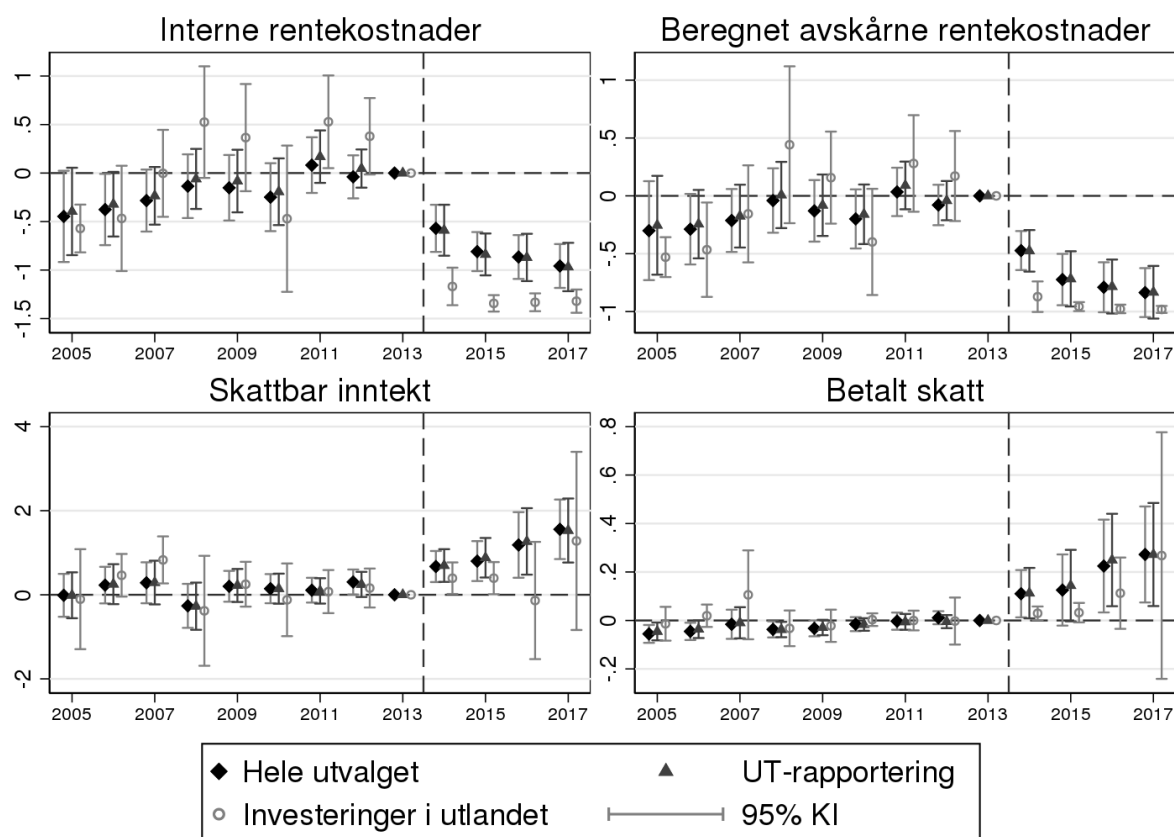 Interne rentekostnader
Beregnet avskårne rentekostnader
1
.5
0
-.5
-1
-1.5
2005 2007 2009 2011 2013 2015 2017
1
.5
0
-.5
-1
2005 2007 2009 2011 2013 2015 2017
Skattbar inntekt
Betalt skatt
4
2
0
-2
2005 2007 2009 2011 2013 2015 2017
.8
.6
.4
.2
0
-.2
2005 2007 2009 2011 2013 2015 2017
Hele utvalget
UT-rapportering
Investeringer i utlandet
95% KI